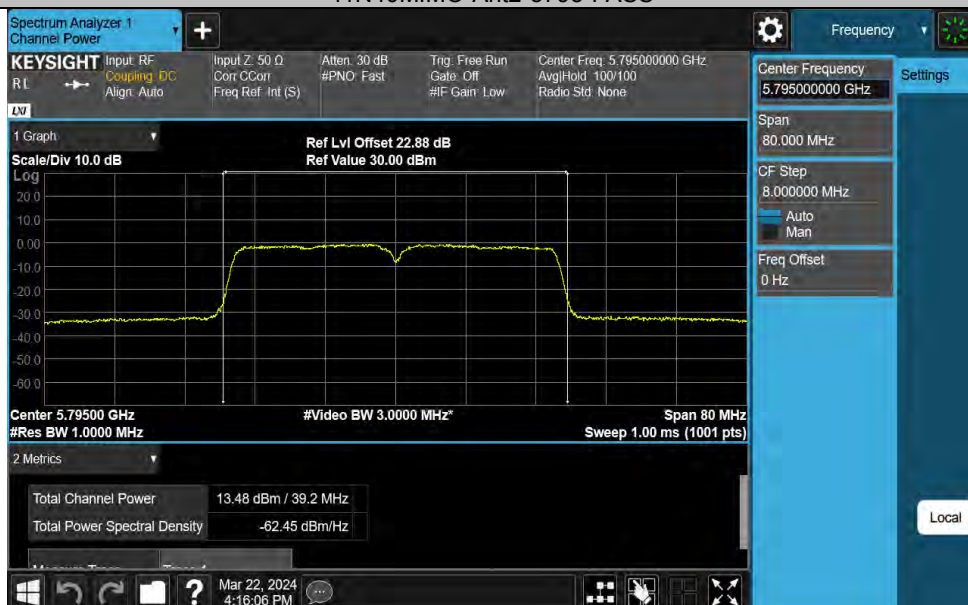 Spectrum Analyzer 1
Channel Power
+
Frequency
KEYSIGHT
RL
LXI
Input: RF
Coupling: DC
Align: Auto
Input Z: 50 Ω
Corr CCorr
Freq Ref: Int (S)
Atten: 30 dB
#PNO: Fast
Trig: Free Run
Gate: Off
#IF Gain: Low
Center Freq: 5.795000000 GHz
Avg|Hold: 100/100
Radio Std: None
Center Frequency
5.795000000 GHz
Settings
Span
80.000 MHz
CF Step
8.000000 MHz
Auto
Man
Freq Offset
0 Hz
1 Graph
Scale/Div 10.0 dB
Ref Lvl Offset 22.88 dB
Ref Value 30.00 dBm
Log
20.0
10.0
0.00
-10.0
-20.0
-30.0
-40.0
-50.0
-60.0
Center 5.79500 GHz
#Video BW 3.0000 MHz*
Span 80 MHz
#Res BW 1.0000 MHz
Sweep 1.00 ms (1001 pts)
2 Metrics
Total Channel Power 13.48 dBm / 39.2 MHz
Total Power Spectral Density -62.45 dBm/Hz
Local
?
Mar 22, 2024
4:16:06 PM